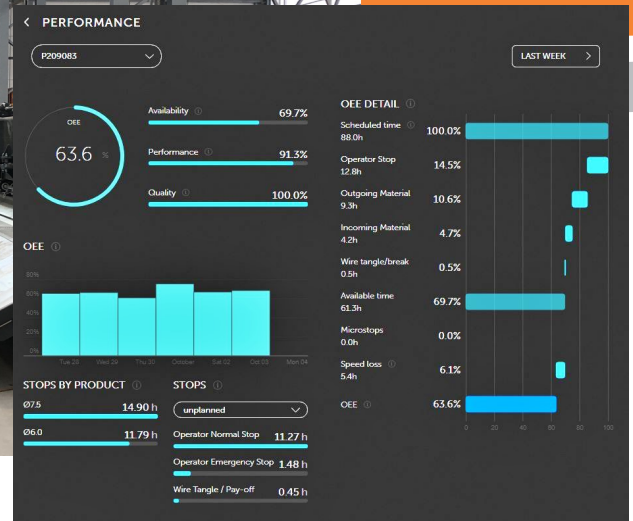 PERFORMANCE
P209083
LAST WEEK
OEE
63.6 %
Availability 69.7%
Performance 91.3%
Quality 100.0%
OEE
80%
60%
40%
20%
0%
Tue 28 Wed 29 Thu 30 October Sat 02 Oct 03 Mon 04
STOPS BY PRODUCT
Ø7.5 14.90 h
Ø6.0 11.79 h
STOPS
unplanned
Operator Normal Stop 11.27 h
Operator Emergency Stop 1.48 h
Wire Tangle / Pay-off 0.45 h
OEE DETAIL
Scheduled time 100.0%
88.0h
Operator Stop 14.5%
12.8h
Outgoing Material 10.6%
9.3h
Incoming Material 4.7%
4.2h
Wire tangle/break 0.5%
0.5h
Available time 69.7%
61.3h
Microstops 0.0%
0.0h
Speed loss 6.1%
5.4h
OEE 63.6%
0 20 40 60 80 100